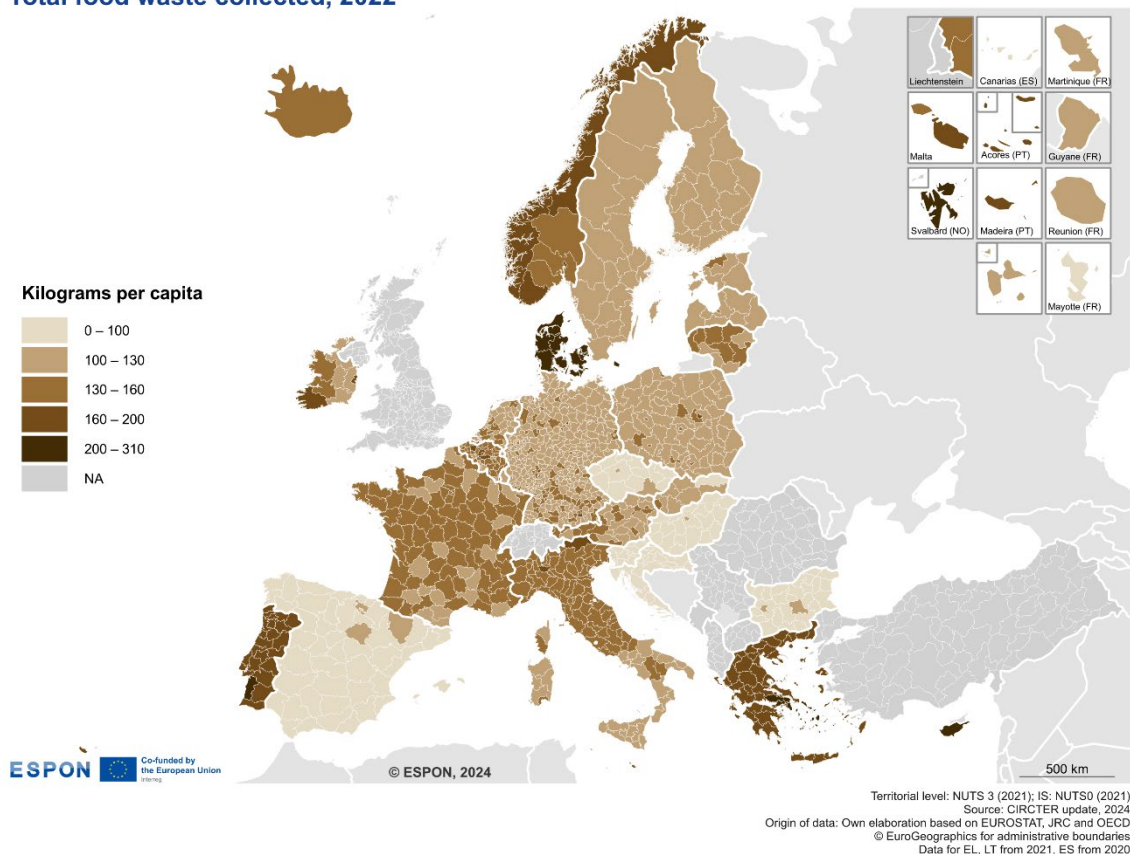 Total food waste collected, 2022
Liechtenstein
Canarias (ES)
Martinique (FR)
Malta
Acores (PT)
Guyane (FR)
Svalbard (NO)
Madeira (PT)
Reunion (FR)
Mayotte (FR)
Kilograms per capita
0 – 100
100 – 130
130 – 160
160 – 200
200 – 310
NA
ESPON
Co-funded by
the European Union
Interreg
© ESPON, 2024
500 km
Territorial level: NUTS 3 (2021); IS: NUTS0 (2021)
Source: CIRCTER update, 2024
Origin of data: Own elaboration based on EUROSTAT, JRC and OECD
© EuroGeographics for administrative boundaries
Data for EL, LT from 2021. ES from 2020